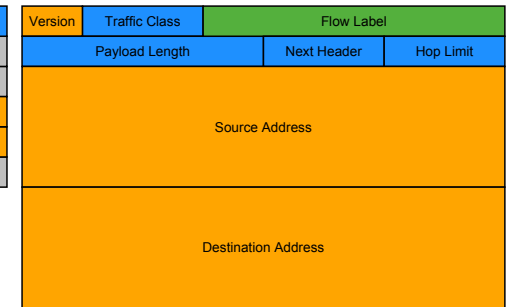 Version Traffic Class Flow Label
Payload Length Next Header Hop Limit
Source Address
Destination Address